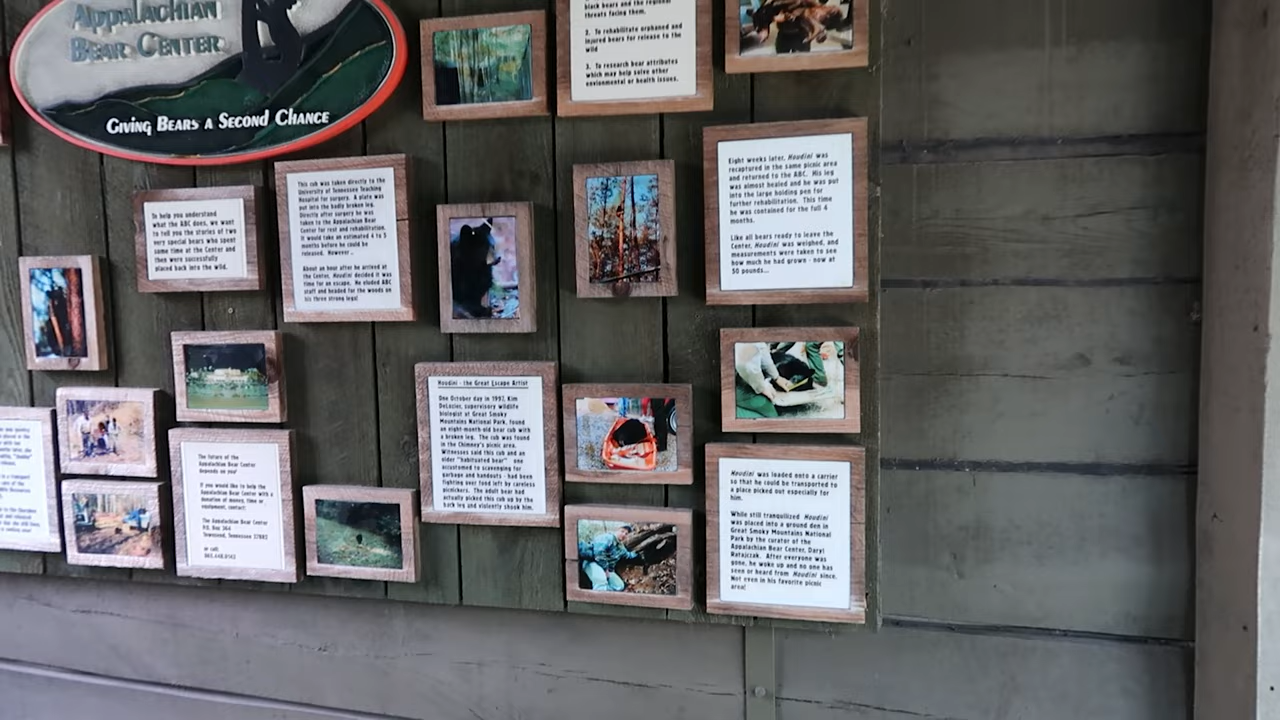 Appalachian
Bear Center
Giving Bears a Second Chance
black bears and the regional
threats facing them.
2. To rehabilitate orphaned and
injured bears for release to the
wild
3. To research bear attributes
which may help solve other
enviromental or health issues.
To help you understand
what the ABC does, we want
to tell you the stories of two
very special bears who spent
some time at the Center and
then were successfully
placed back into the wild.
This cub was taken directly to the
University of Tennessee Teaching
Hospital for surgery. A plate was
put into the badly broken leg.
Directly after surgery he was
taken to the Appalachian Bear
Center for rest and rehabilitation.
It would take an estimated 4 to 5
months before he could be
released. However...
About an hour after he arrived at
the Center, Houdini decided it was
time for an escape. He eluded ABC
staff and headed for the woods on
his three strong legs!
Eight weeks later, Houdini was
recaptured in the same picnic area
and returned to the ABC. His leg
was almost healed and he was put
into the large holding pen for
further rehabilitation. This time
he was contained for the full 4
months.
Like all bears ready to leave the
Center, Houdini was weighed, and
measurements were taken to see
how much he had grown - now at
50 pounds...
Houdini - the Great Escape Artist
One October day in 1997, Kim
DeLozier, supervisory wildlife
biologist at Great Smoky
Mountains National Park, found
an eight-month-old bear cub with
a broken leg. The cub was found
in the Chimney's picnic area.
Witnesses said this cub and an
older "habituated bear" - one
accustomed to scavenging for
garbage and handouts - had been
fighting over food left by careless
picnickers. The adult bear had
actually picked this cub up by the
back leg and violently shook him.
The future of the
Appalachian Bear Center
depends on you!
If you would like to help the
Appalachian Bear Center with a
donation of money, time or
equipment, contact:
The Appalachian Bear Center
P.O. Box 364
Townsend, Tennessee 37882
or call:
865.448.0143
Houdini was loaded onto a carrier
so that he could be transported to
a place picked out especially for
him.
While still tranquilized Houdini
was placed into a ground den in
Great Smoky Mountains National
Park by the curator of the
Appalachian Bear Center, Daryl
Ratajczak. After everyone was
gone, he woke up and no one has
seen or heard from Houdini since.
Not even in his favorite picnic
area!